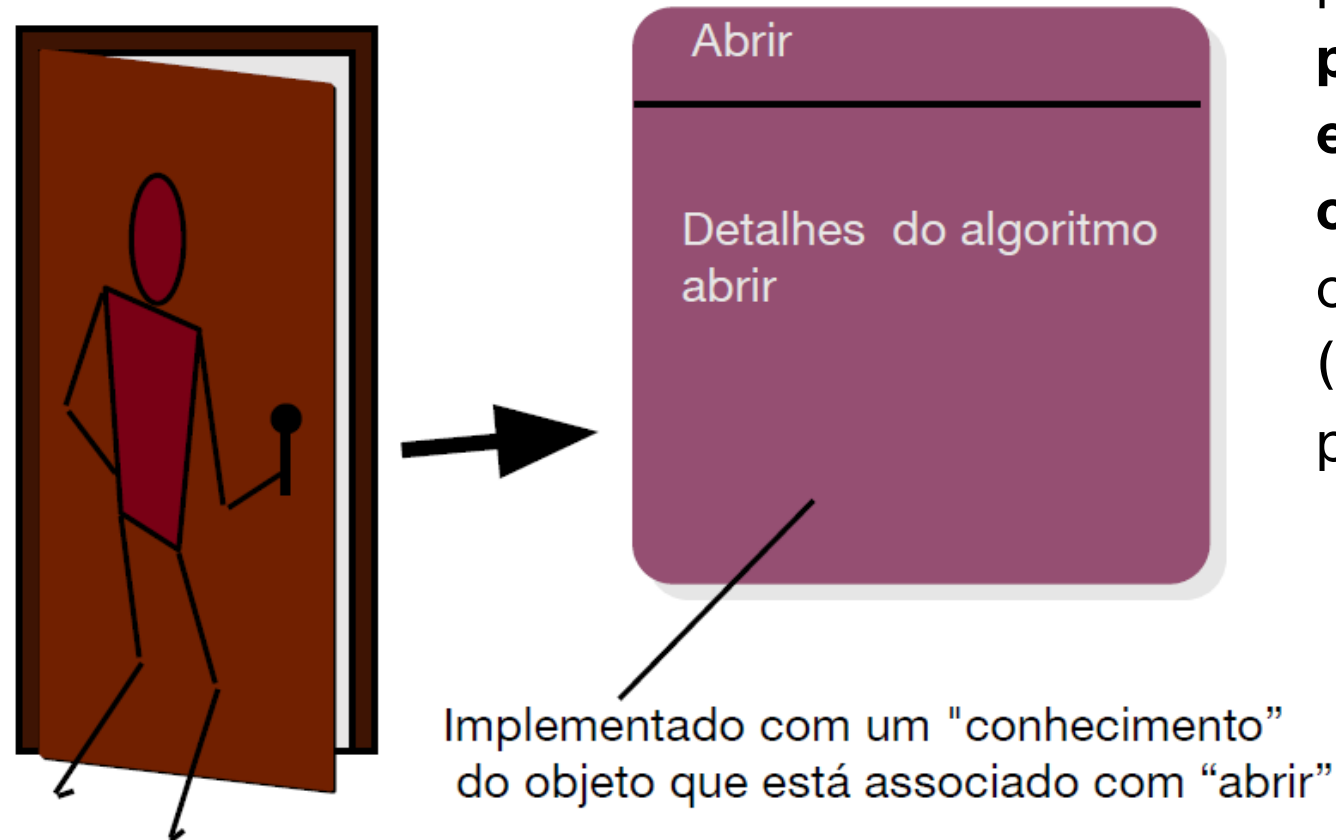 Abrir
Detalhes do algoritmo
abrir
Implementado com um "conhecimento”
do objeto que está associado com “abrir”